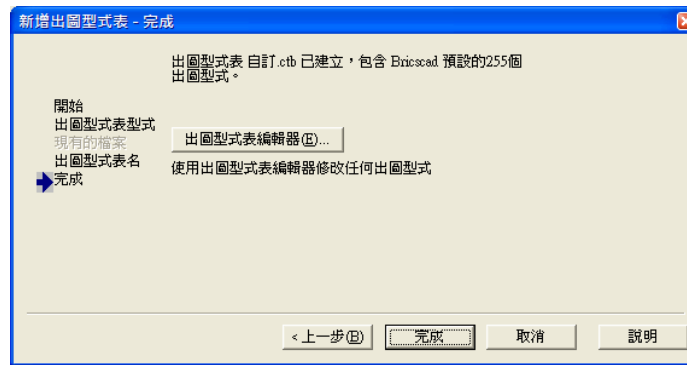 新增出圖型式表 - 完成
出圖型式表 自訂.ctb 已建立，包含 Bricscad 預設的255個
出圖型式。
開始
出圖型式表型式
現有的檔案
出圖型式表名
完成
出圖型式表編輯器(E)...
使用出圖型式表編輯器修改任何出圖型式
<上一步(B)
完成
取消
說明